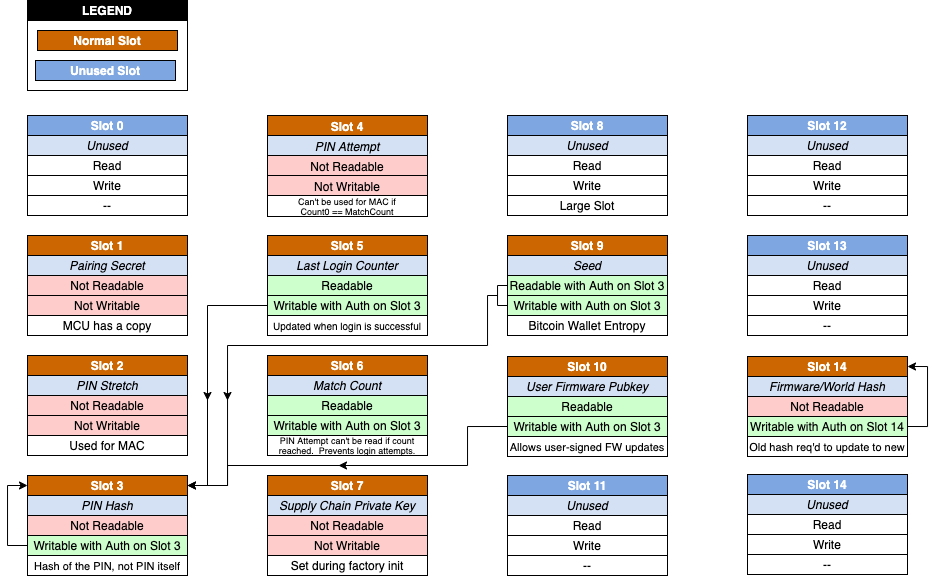 LEGEND
Normal Slot
Unused Slot
Slot 0
Unused
Read
Write
--
Slot 1
Pairing Secret
Not Readable
Not Writable
MCU has a copy
Slot 2
PIN Stretch
Not Readable
Not Writable
Used for MAC
Slot 3
PIN Hash
Not Readable
Writable with Auth on Slot 3
Hash of the PIN, not PIN itself
Slot 4
PIN Attempt
Not Readable
Not Writable
Can't be used for MAC if
Count0 == MatchCount
Slot 5
Last Login Counter
Readable
Writable with Auth on Slot 3
Updated when login is successful
Slot 6
Match Count
Readable
Writable with Auth on Slot 3
PIN Attempt can't be read if count
reached. Prevents login attempts.
Slot 7
Supply Chain Private Key
Not Readable
Not Writable
Set during factory init
Slot 8
Unused
Read
Write
Large Slot
Slot 9
Seed
Readable with Auth on Slot 3
Writable with Auth on Slot 3
Bitcoin Wallet Entropy
Slot 10
User Firmware Pubkey
Readable
Writable with Auth on Slot 3
Allows user-signed FW updates
Slot 11
Unused
Read
Write
--
Slot 12
Unused
Read
Write
--
Slot 13
Unused
Read
Write
--
Slot 14
Firmware/World Hash
Not Readable
Writable with Auth on Slot 14
Old hash req'd to update to new
Slot 14
Unused
Read
Write
--